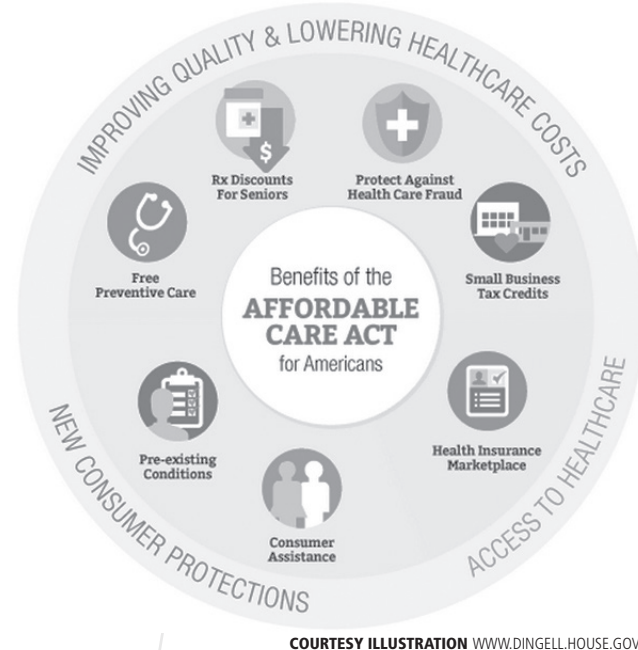 IMPROVING QUALITY & LOWERING HEALTHCARE COSTS
Rx Discounts
For Seniors
Protect Against
Health Care Fraud
Free
Preventive Care
Small Business
Tax Credits
Benefits of the
AFFORDABLE
CARE ACT
for Americans
Pre-existing
Conditions
Health Insurance
Marketplace
Consumer
Assistance
NEW CONSUMER PROTECTIONS
ACCESS TO HEALTHCARE
$
COURTESY ILLUSTRATION WWW.DINGELL.HOUSE.GOV